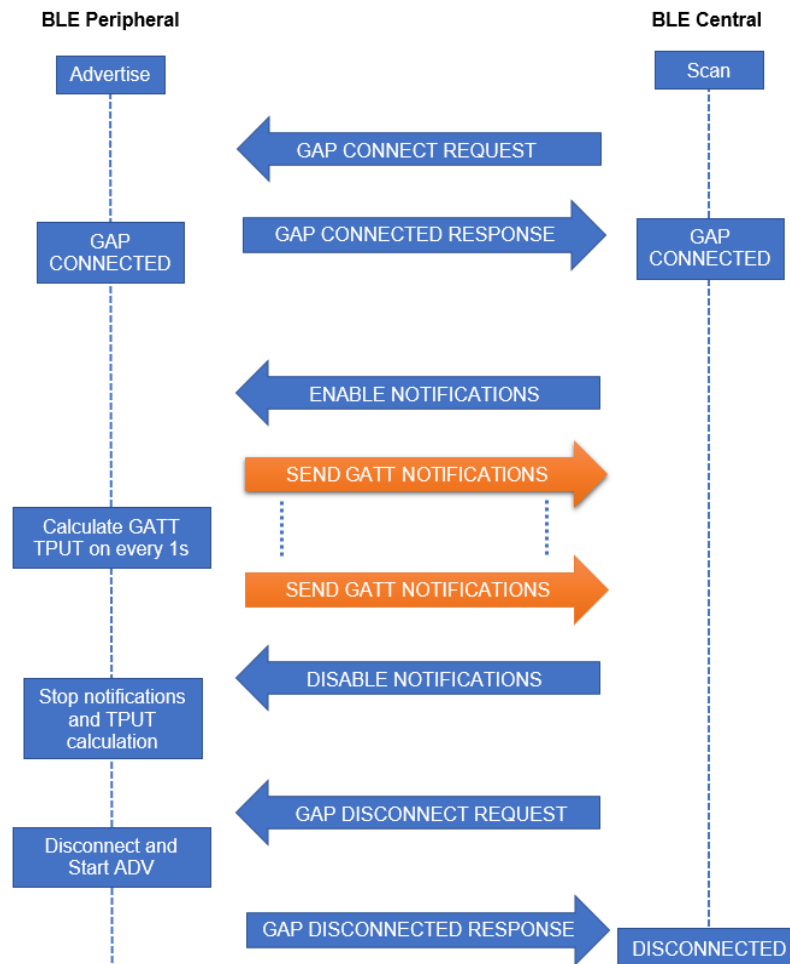 BLE Peripheral
BLE Central
Advertise
Scan
GAP CONNECT REQUEST
GAP CONNECTED RESPONSE
GAP
CONNECTED
GAP
CONNECTED
ENABLE NOTIFICATIONS
SEND GATT NOTIFICATIONS
Calculate GATT
TPUT on every 1s
SEND GATT NOTIFICATIONS
DISABLE NOTIFICATIONS
Stop notifications
and TPUT
calculation
GAP DISCONNECT REQUEST
Disconnect and
Start ADV
GAP DISCONNECTED RESPONSE
DISCONNECTED